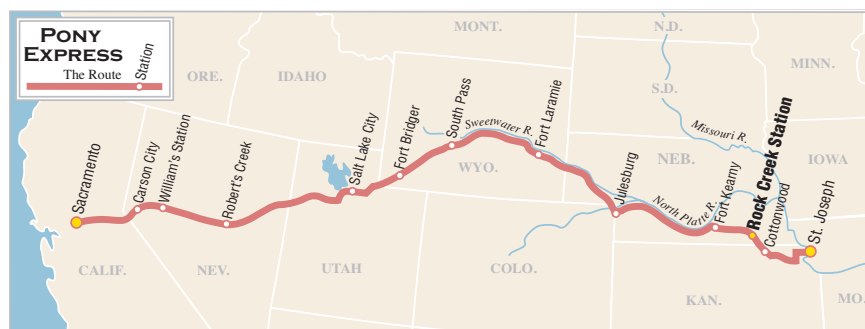 PONY
EXPRESS
The Route
Station
MONT.
N.D.
MINN.
ORE.
IDAHO
S.D.
Missouri R.
IOWA
WYO.
NEB.
CALIF.
NEV.
UTAH
COLO.
KAN.
MO.
Sacramento
Carson City
William's Station
Robert's Creek
Salt Lake City
Fort Bridger
South Pass
Sweetwater R.
Fort Laramie
Julesburg
North Platte R.
Fort Kearny
Rock Creek Station
Cottonwood
St. Joseph